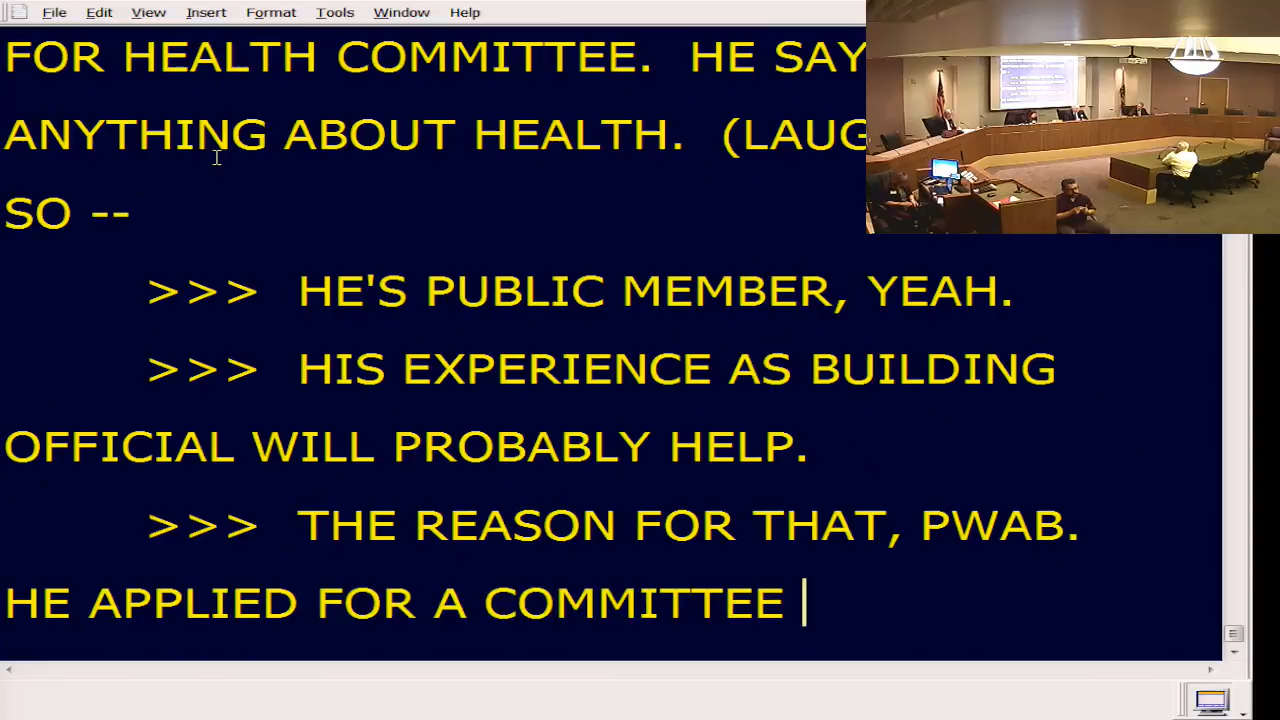 File Edit View Insert Format Tools Window Help
FOR HEALTH COMMITTEE. HE SAY
ANYTHING ABOUT HEALTH. (LAUG
SO --
>>> HE'S PUBLIC MEMBER, YEAH.
>>> HIS EXPERIENCE AS BUILDING
OFFICIAL WILL PROBABLY HELP.
>>> THE REASON FOR THAT, PWAB.
HE APPLIED FOR A COMMITTEE